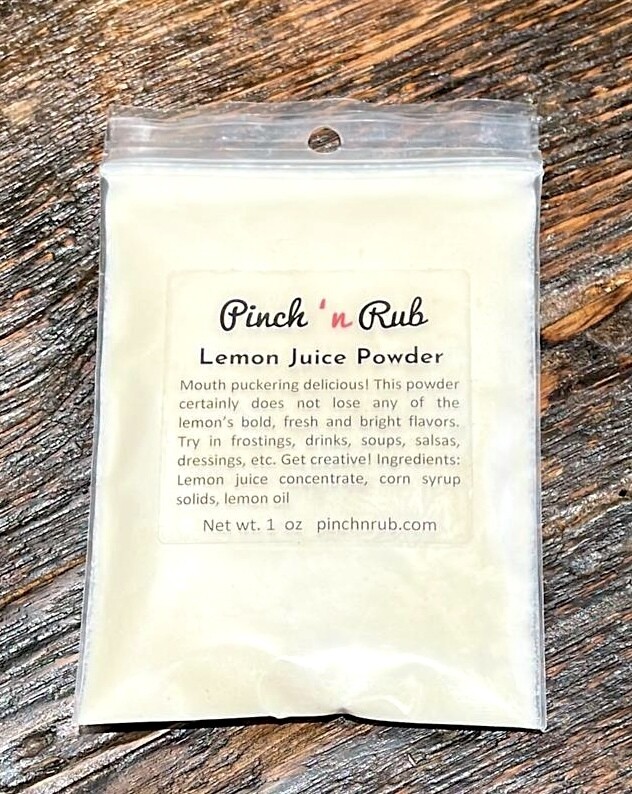 Pinch 'n Rub
Lemon Juice Powder
Mouth puckering delicious! This powder
certainly does not lose any of the
lemon's bold, fresh and bright flavors.
Try in frostings, drinks, soups, salsas,
dressings, etc. Get creative! Ingredients:
Lemon juice concentrate, corn syrup
solids, lemon oil
Net wt. 1 oz pinchnrub.com